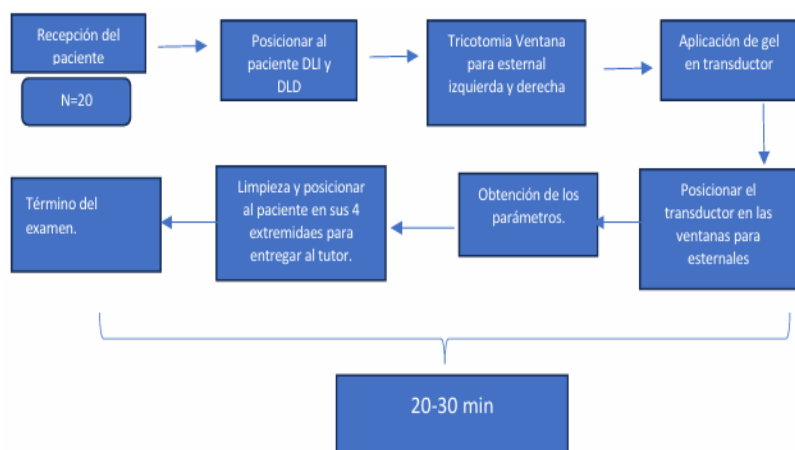 Recepción del
paciente
N=20
Posicionar al
paciente DLI y
DLD
Tricotomia Ventana
para esternal
izquierda y derecha
Aplicación de gel
en transductor
Posicionar el
transductor en las
ventanas para
esternales
Obtención de los
parámetros.
Limpieza y posicionar
al paciente en sus 4
extremidaes para
entregar al tutor.
Término del
examen.
20-30 min